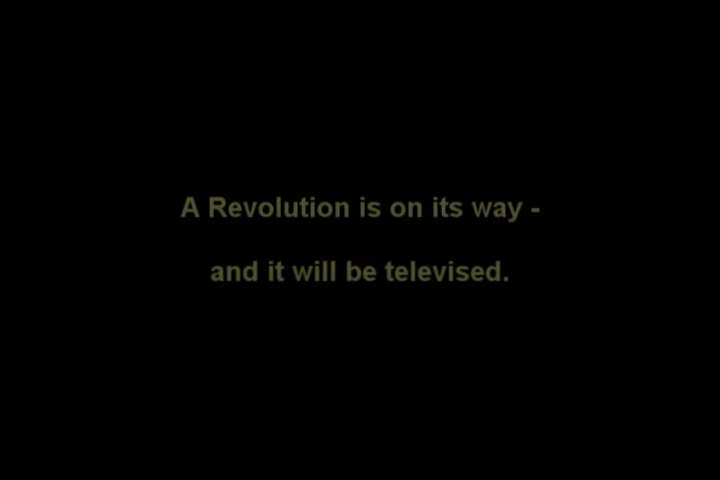 A Revolution is on its way -
and it will be televised.